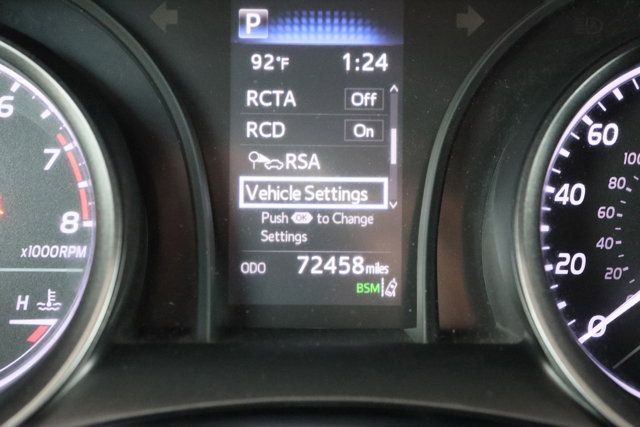 P
92°F 1:24
RCTA Off
RCD On
RSA
Vehicle Settings
Push OK to Change
Settings
ODO 72458 miles
BSM
6
7
8
x1000RPM
H
60
40
20
0
100
80
60
40
20